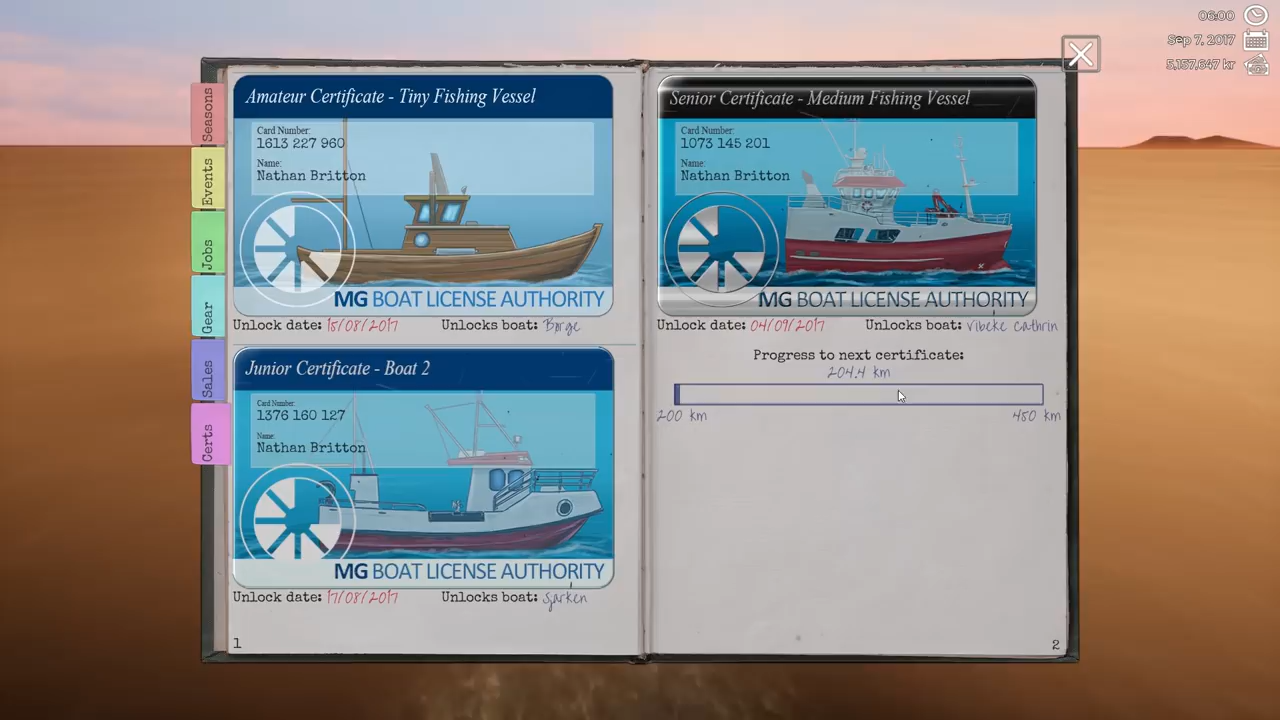 06:00
Sep 7, 2017
5,157,647 kr
Seasons
Events
Jobs
Gear
Sales
Certs
Amateur Certificate - Tiny Fishing Vessel
Card Number:
1613 227 960
Name:
Nathan Britton
MG BOAT LICENSE AUTHORITY
Unlock date: 15/08/2017 Unlocks boat: Børge
Junior Certificate - Boat 2
Card Number:
1376 160 127
Name:
Nathan Britton
MG BOAT LICENSE AUTHORITY
Unlock date: 17/08/2017 Unlocks boat: Sjarken
1
Senior Certificate - Medium Fishing Vessel
Card Number:
1073 145 201
Name:
Nathan Britton
MG BOAT LICENSE AUTHORITY
Unlock date: 04/09/2017 Unlocks boat: Vibeke Cathrin
Progress to next certificate:
204.4 km
200 km 450 km
2